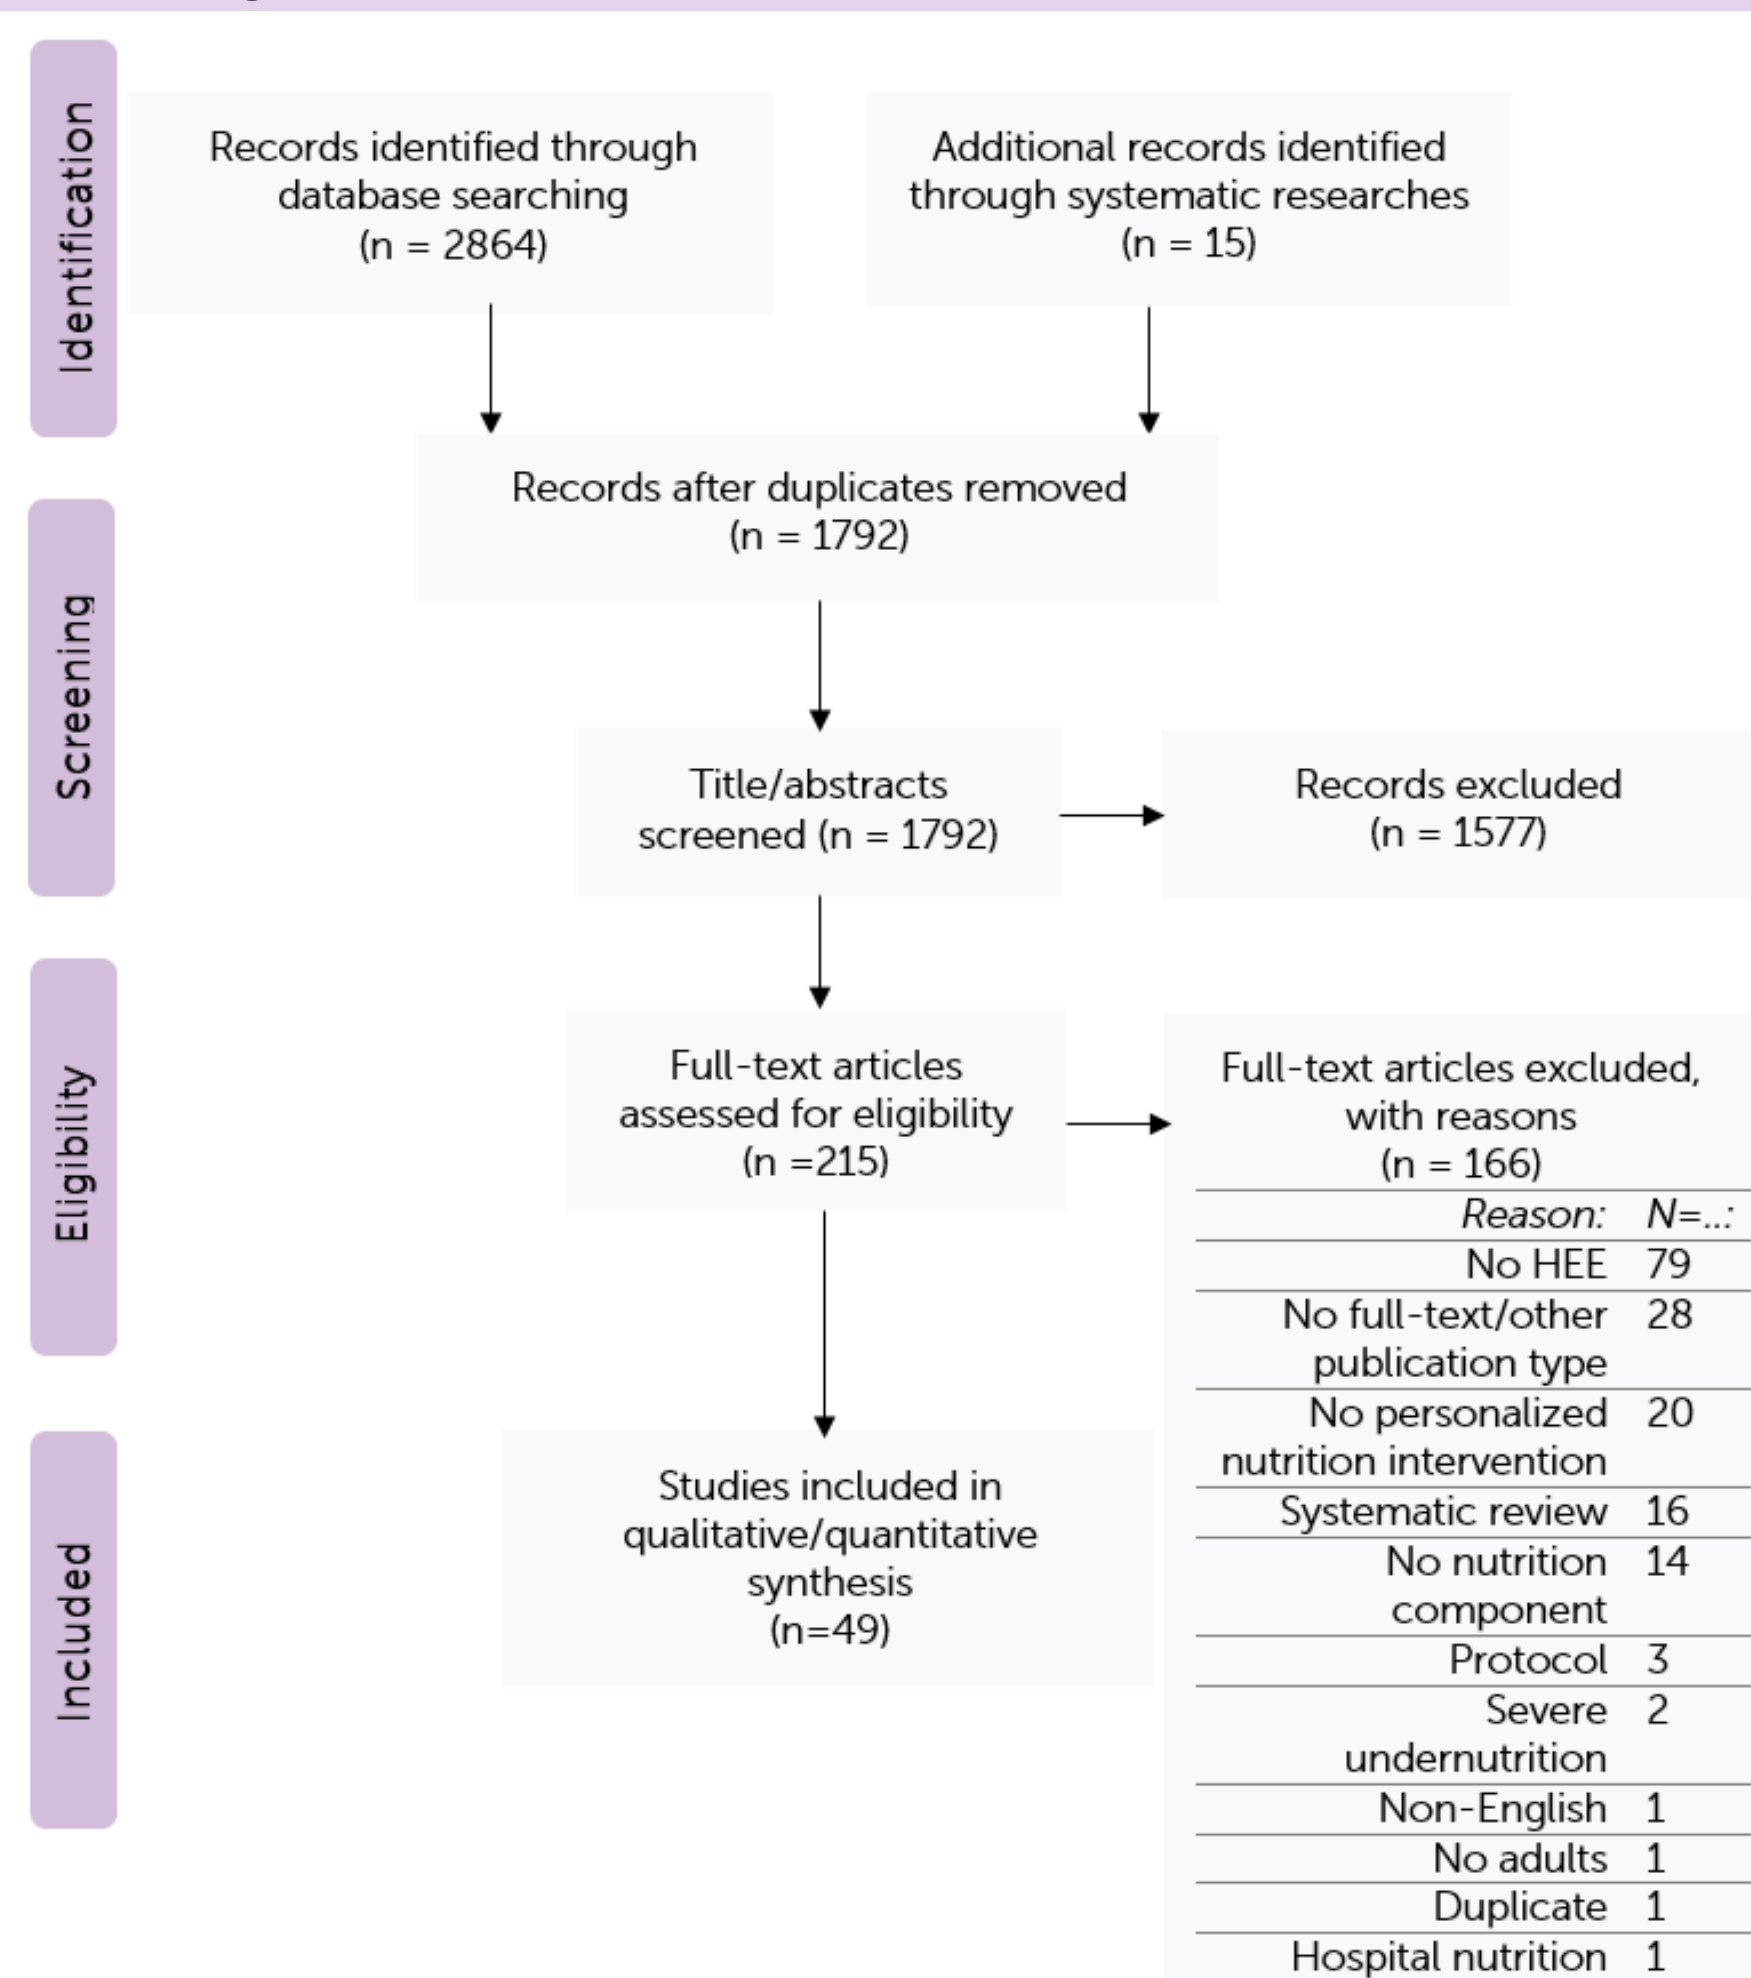 Identification
Records identified through
database searching
(n = 2864)
Additional records identified
through systematic researches
(n = 15)
Records after duplicates removed
(n = 1792)
Screening
Title/abstracts
screened (n = 1792)
Records excluded
(n = 1577)
Eligibility
Full-text articles
assessed for eligibility
(n =215)
Full-text articles excluded,
with reasons
(n = 166)
Reason: N=..:
No HEE 79
No full-text/other 28
publication type
No personalized 20
nutrition intervention
Systematic review 16
No nutrition 14
component
Protocol 3
Severe 2
undernutrition
Non-English 1
No adults 1
Duplicate 1
Hospital nutrition 1
Included
Studies included in
qualitative/quantitative
synthesis
(n=49)